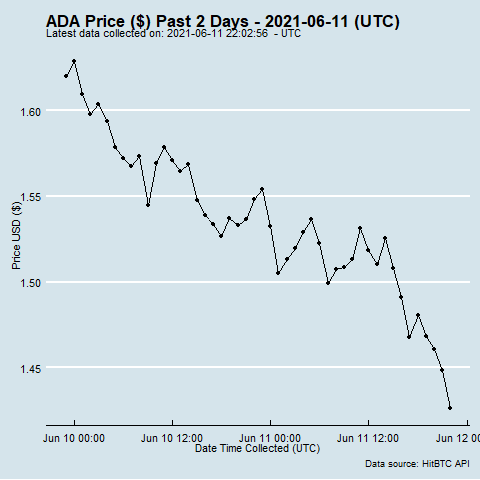 ADA Price ($) Past 2 Days - 2021-06-11 (UTC)
Latest data collected on: 2021-06-11 22:02:56 - UTC
1.60
1.55
1.50
1.45
Price USD ($)
Jun 10 00:00 Jun 10 12:00 Jun 11 00:00 Jun 11 12:00 Jun 12 00
Date Time Collected (UTC)
Data source: HitBTC API